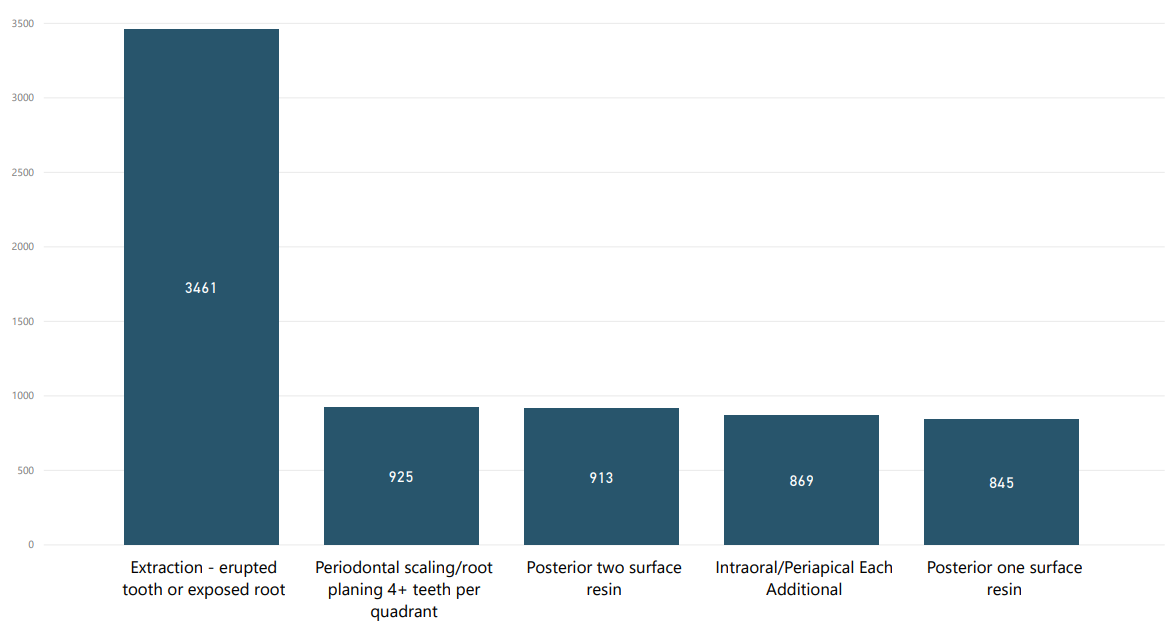 3500
3000
2500
2000
1500
1000
500
0
3461
925
913
869
845
Extraction - erupted
tooth or exposed root
Periodontal scaling/root
planing 4+ teeth per
quadrant
Posterior two surface
resin
Intraoral/Periapical Each
Additional
Posterior one surface
resin